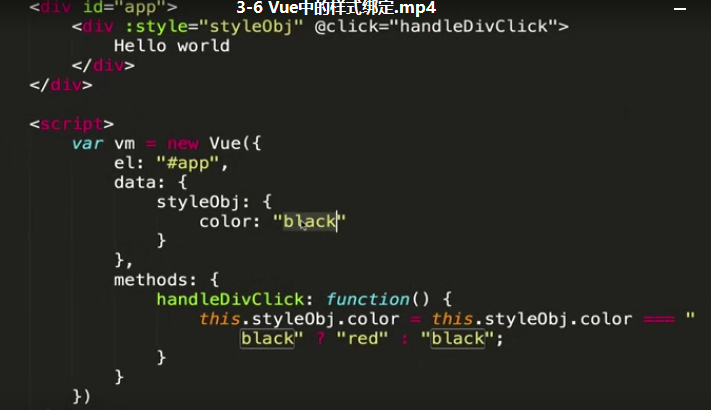 3-6 Vue中的样式绑定.mp4
<div id="app">
<div :style="styleObj" @click="handleDivClick">
Hello world
</div>
</div>
<script>
var vm = new Vue({
el: "#app",
data: {
styleObj: {
color: "black"
}
},
methods: {
handleDivClick: function() {
this.styleObj.color = this.styleObj.color === "
black" ? "red" : "black";
}
}
})